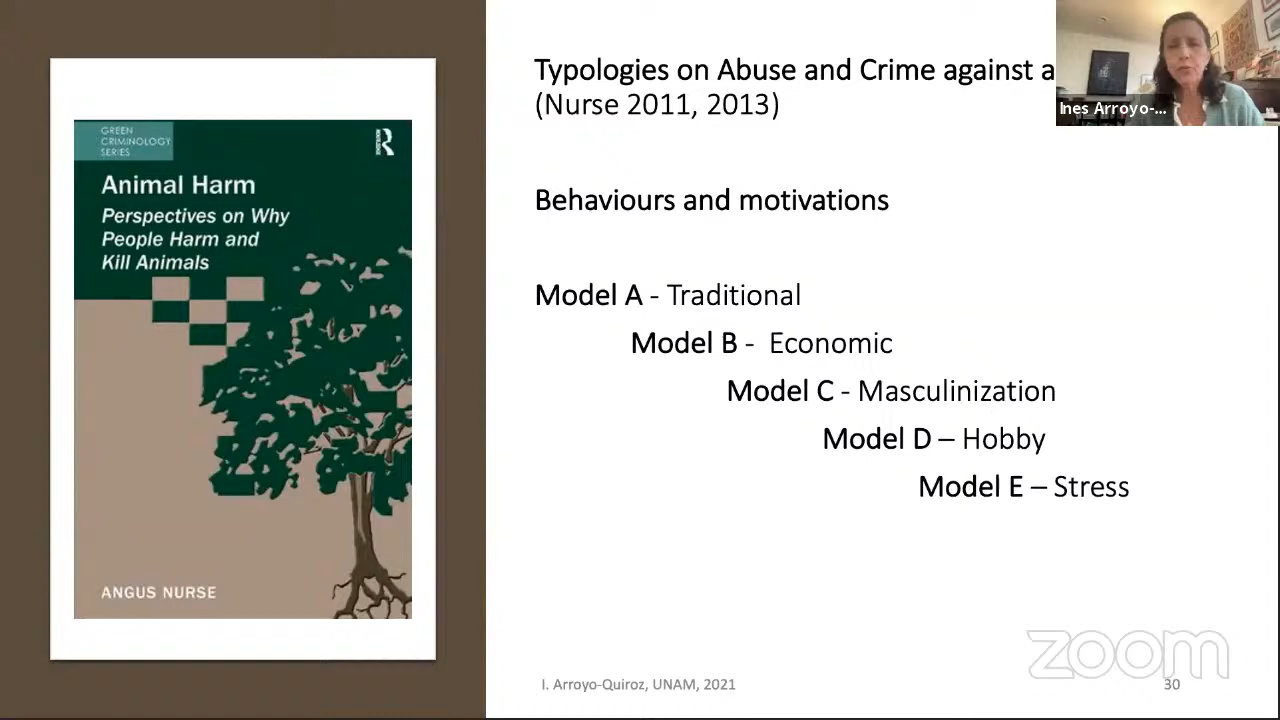 GREEN
CRIMINOLOGY
SERIES
R
Animal Harm
Perspectives on Why
People Harm and
Kill Animals
ANGUS NURSE
Typologies on Abuse and Crime against a
(Nurse 2011, 2013)
Ines Arroyo-...
Behaviours and motivations
Model A - Traditional
Model B - Economic
Model C - Masculinization
Model D – Hobby
Model E – Stress
zoom
I. Arroyo-Quiroz, UNAM, 2021
30